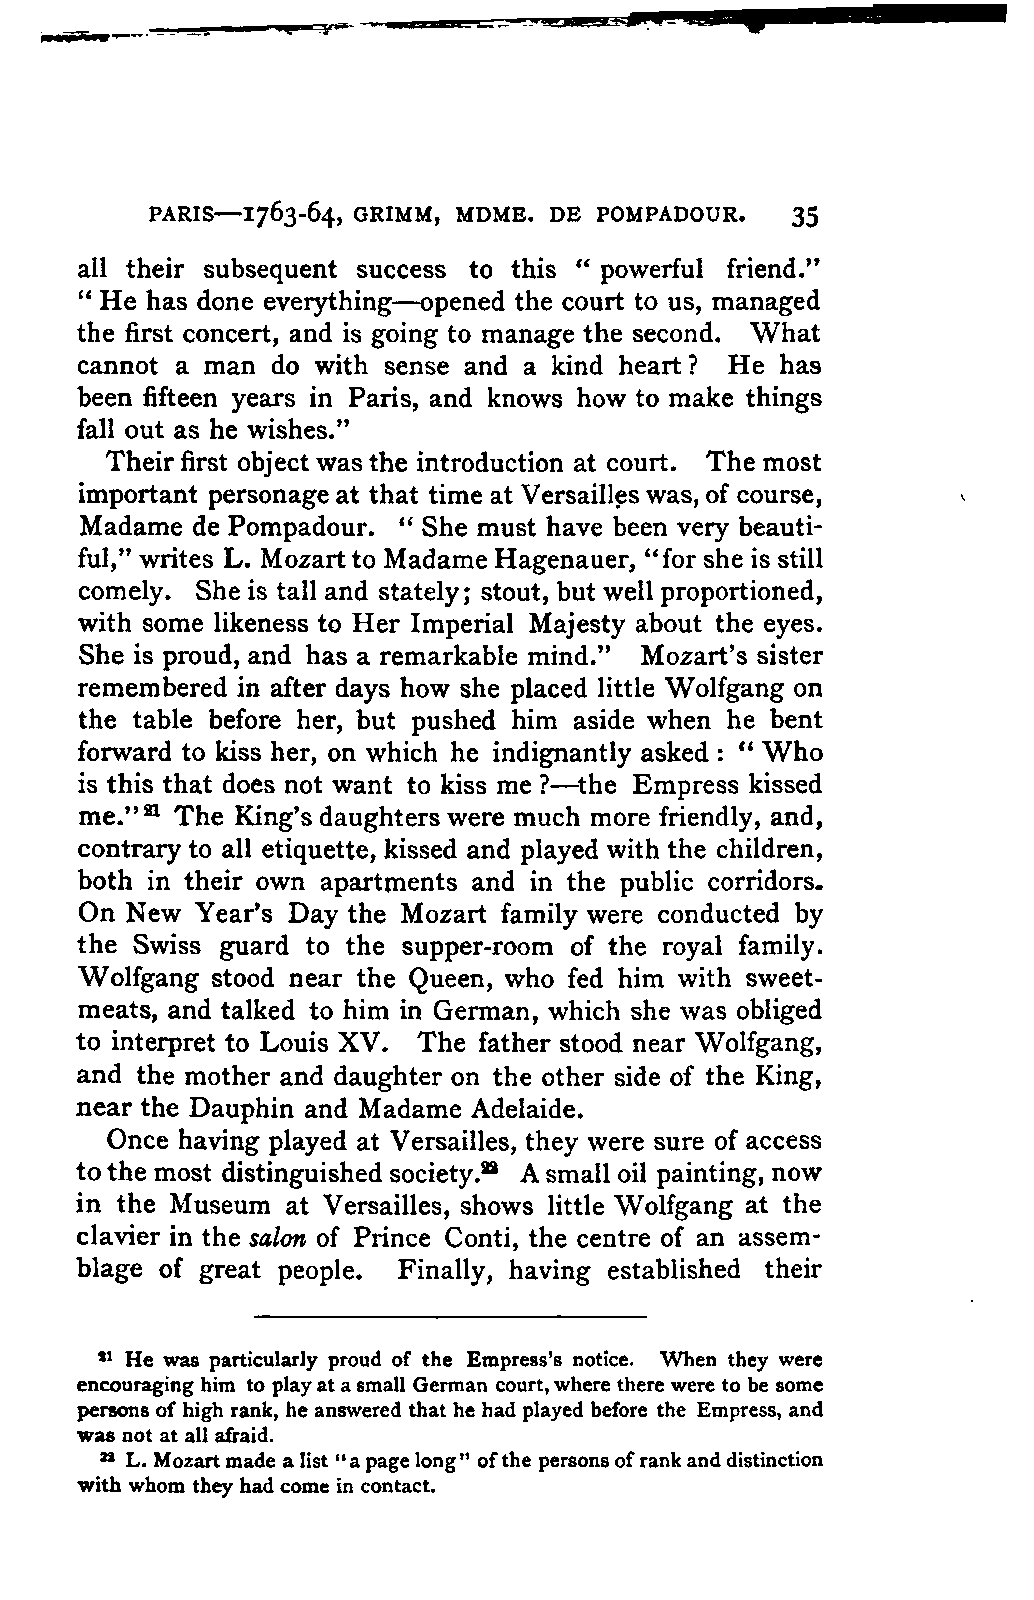 PARIS—1763-64, GRIMM, MDME. DE POMPADOUR. 35
all their subsequent success to this “ powerful friend.”
“ He has done everything—opened the court to us, managed
the first concert, and is going to manage the second. What
cannot a man do with sense and a kind heart ? He has
been fifteen years in Paris, and knows how to make things
fall out as he wishes.”
Their first object was the introduction at court. The most
important personage at that time at Versailles was, of course,
Madame de Pompadour. “ She must have been very beauti-
ful,” writes L. Mozart to Madame Hagenauer, “for she is still
comely. She is tall and stately; stout, but well proportioned,
with some likeness to Her Imperial Majesty about the eyes.
She is proud, and has a remarkable mind.” Mozart’s sister
remembered in after days how she placed little Wolfgang on
the table before her, but pushed him aside when he bent
forward to kiss her, on which he indignantly asked : “ Who
is this that does not want to kiss me ?—the Empress kissed
me.” 21 The King’s daughters were much more friendly, and,
contrary to all etiquette, kissed and played with the children,
both in their own apartments and in the public corridors.
On New Year’s Day the Mozart family were conducted by
the Swiss guard to the supper-room of the royal family.
Wolfgang stood near the Queen, who fed him with sweet-
meats, and talked to him in German, which she was obliged
to interpret to Louis XV. The father stood near Wolfgang,
and the mother and daughter on the other side of the King,
near the Dauphin and Madame Adelaide.
Once having played at Versailles, they were sure of access
to the most distinguished society.22 A small oil painting, now
in the Museum at Versailles, shows little Wolfgang at the
clavier in the salon of Prince Conti, the centre of an assem-
blage of great people. Finally, having established their
21 He was particularly proud of the Empress’s notice. When they were
encouraging him to play at a small German court, where there were to be some
persons of high rank, he answered that he had played before the Empress, and
was not at all afraid.
22 L. Mozart made a list “a page long” of the persons of rank and distinction
with whom they had come in contact.